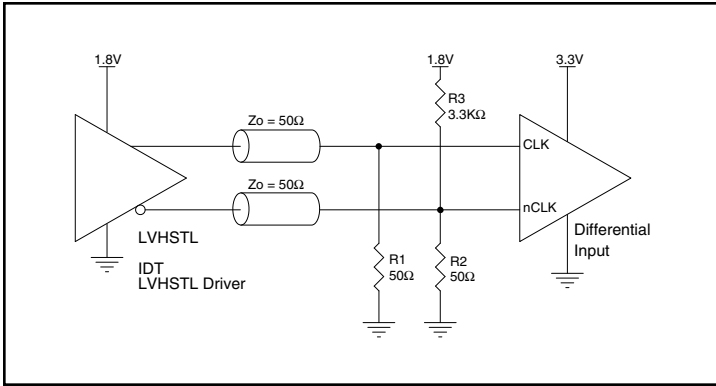 1.8V
1.8V
3.3V
R3
3.3KΩ
Zo = 50Ω
CLK
Zo = 50Ω
nCLK
LVHSTL
IDT
LVHSTL Driver
R1
50Ω
R2
50Ω
Differential
Input